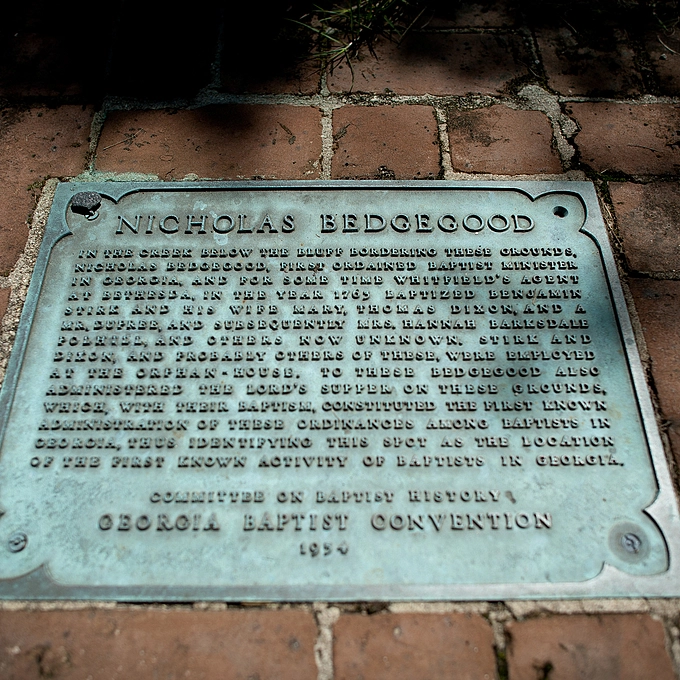 NICHOLAS BEDGEGOOD
IN THE CREEK BELOW THE BLUFF BORDERING THESE GROUNDS,
NICHOLAS BEDGEGOOD, FIRST ORDAINED BAPTIST MINISTER
IN GEORGIA, AND FOR SOME TIME WHITFIELD'S AGENT
AT BETHESDA, IN THE YEAR 1765 BAPTIZED BENJAMIN
STIRK AND HIS WIFE MARY, THOMAS DIXON, AND A
MR. DUPREE, AND SUBSEQUENTLY MRS. HANNAH BARKSDALE
POLHILL, AND OTHERS NOW UNKNOWN. STIRK AND
DIXON, AND PROBABLY OTHERS OF THESE, WERE EMPLOYED
AT THE ORPHAN-HOUSE. TO THESE BEDGEGOOD ALSO
ADMINISTERED THE LORD'S SUPPER ON THESE GROUNDS,
WHICH, WITH THEIR BAPTISM, CONSTITUTED THE FIRST KNOWN
ADMINISTRATION OF THESE ORDINANCES AMONG BAPTISTS IN
GEORGIA, THUS IDENTIFYING THIS SPOT AS THE LOCATION
OF THE FIRST KNOWN ACTIVITY OF BAPTISTS IN GEORGIA.
COMMITTEE ON BAPTIST HISTORY
GEORGIA BAPTIST CONVENTION
1954